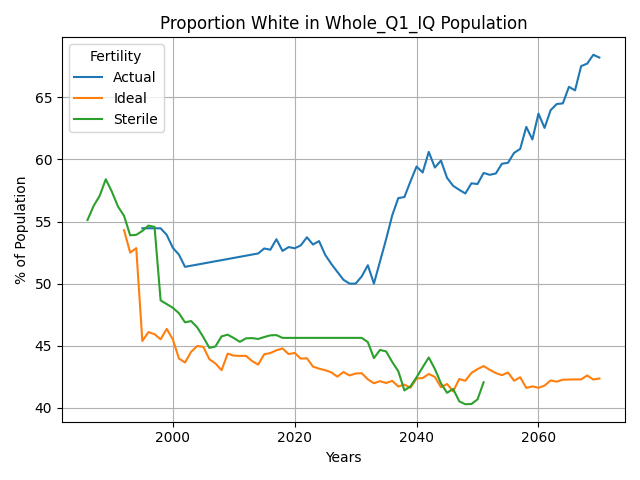 Proportion White in Whole_Q1_IQ Population
Fertility
Actual
Ideal
Sterile
% of Population
65
60
55
50
45
40
2000
2020
2040
2060
Years